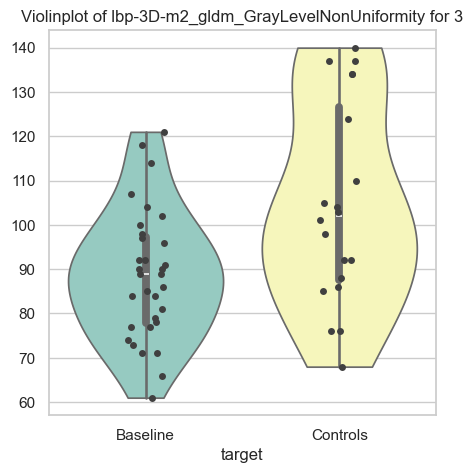 Violinplot of lbp-3D-m2_gldm_GrayLevelNonUniformity for 3
140
130
120
110
100
90
80
70
60
Baseline
Controls
target